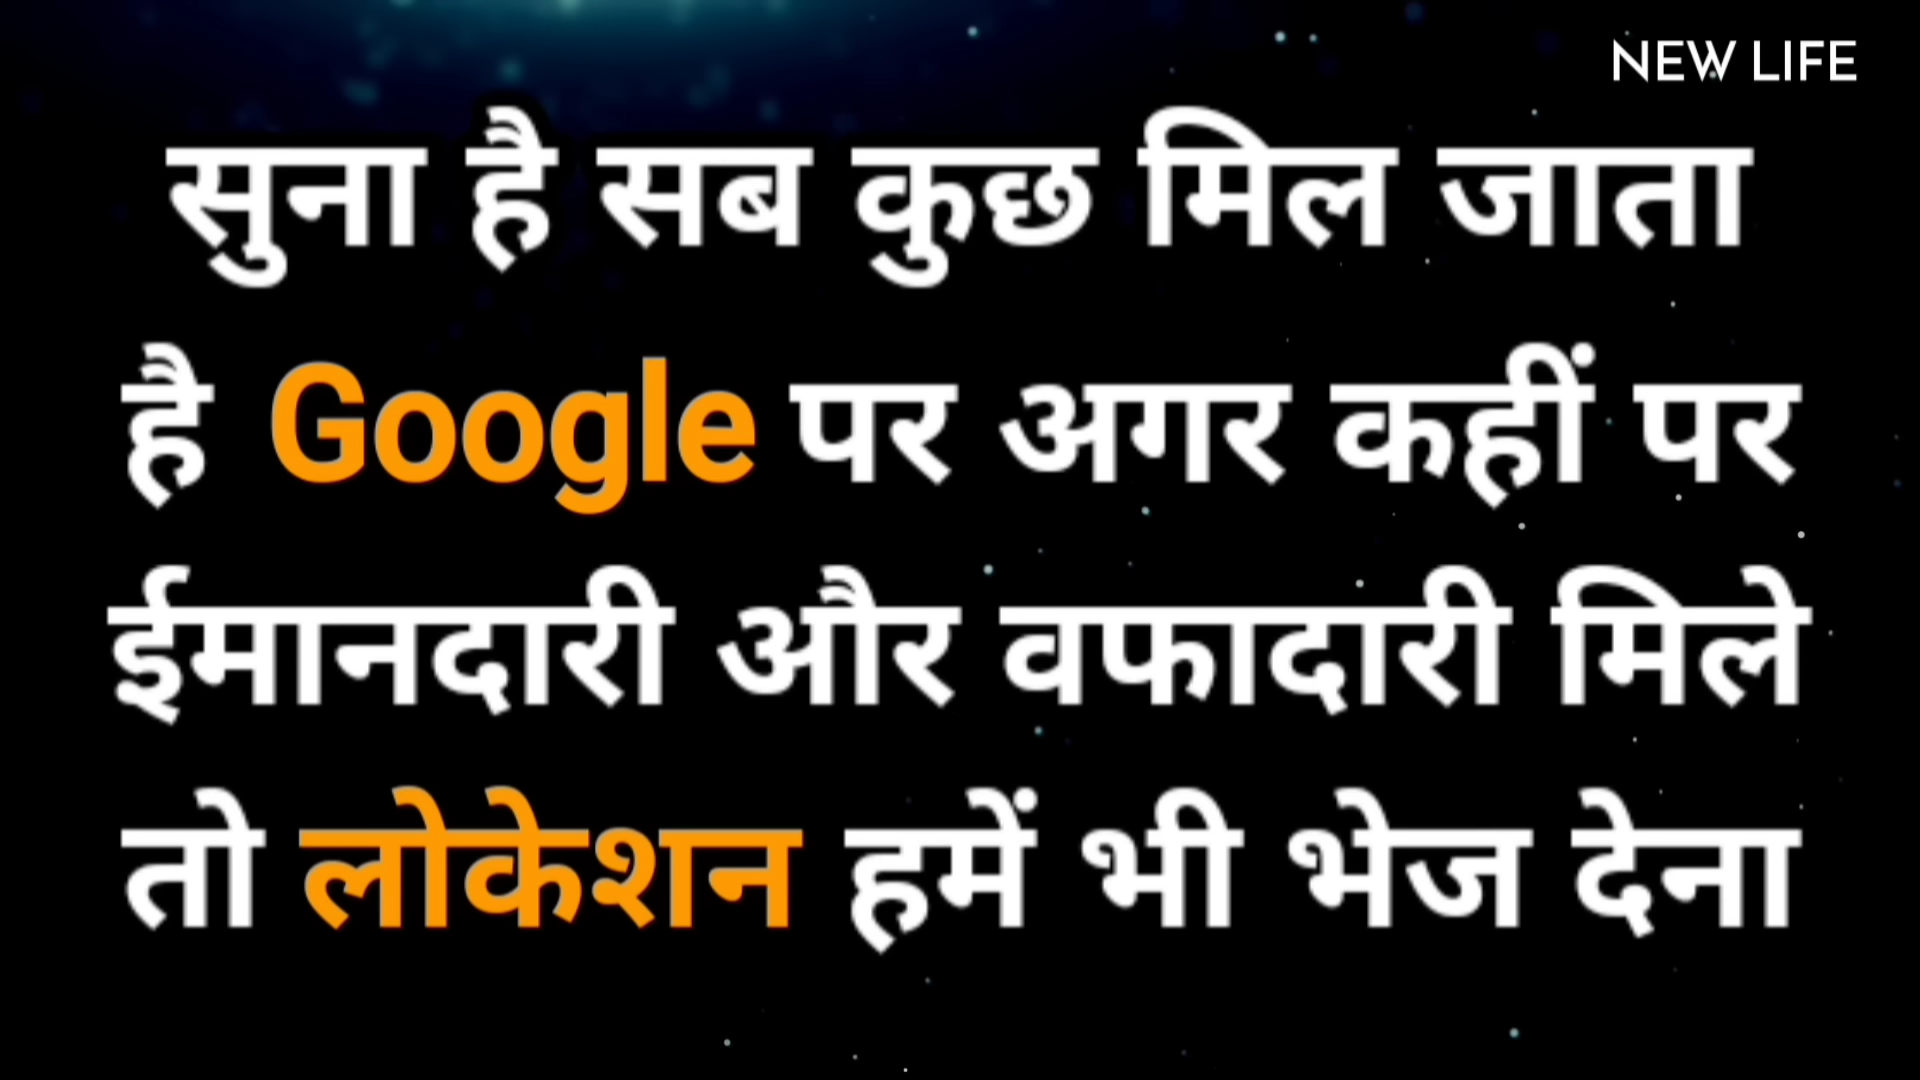 NEW LIFE
सुना है सब कुछ मिल जाता
है Google पर अगर कहीं पर
ईमानदारी और वफादारी मिले
तो लोकेशन हमें भी भेज देना